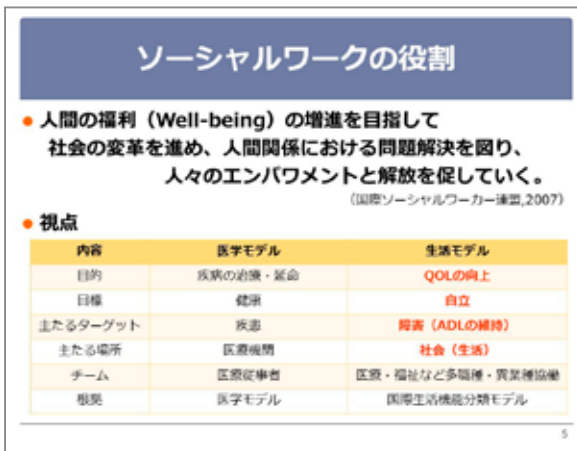 ソーシャルワークの役割
● 人間の福利（Well-being）の増進を目指して
社会の変革を進め、人間関係における問題解決を図り、
人々のエンパワメントと解放を促していく。
（国際ソーシャルワーカー連盟,2007）
● 視点
内容 医学モデル 生活モデル
目的 疾病の治療・延命 QOLの向上
目標 健康 自立
主たるターゲット 疾患 障害（ADLの維持）
主たる場所 医療機関 社会（生活）
チーム 医療従事者 医療・福祉など多職種・異業種協働
根拠 医学モデル 国際生活機能分類モデル
5